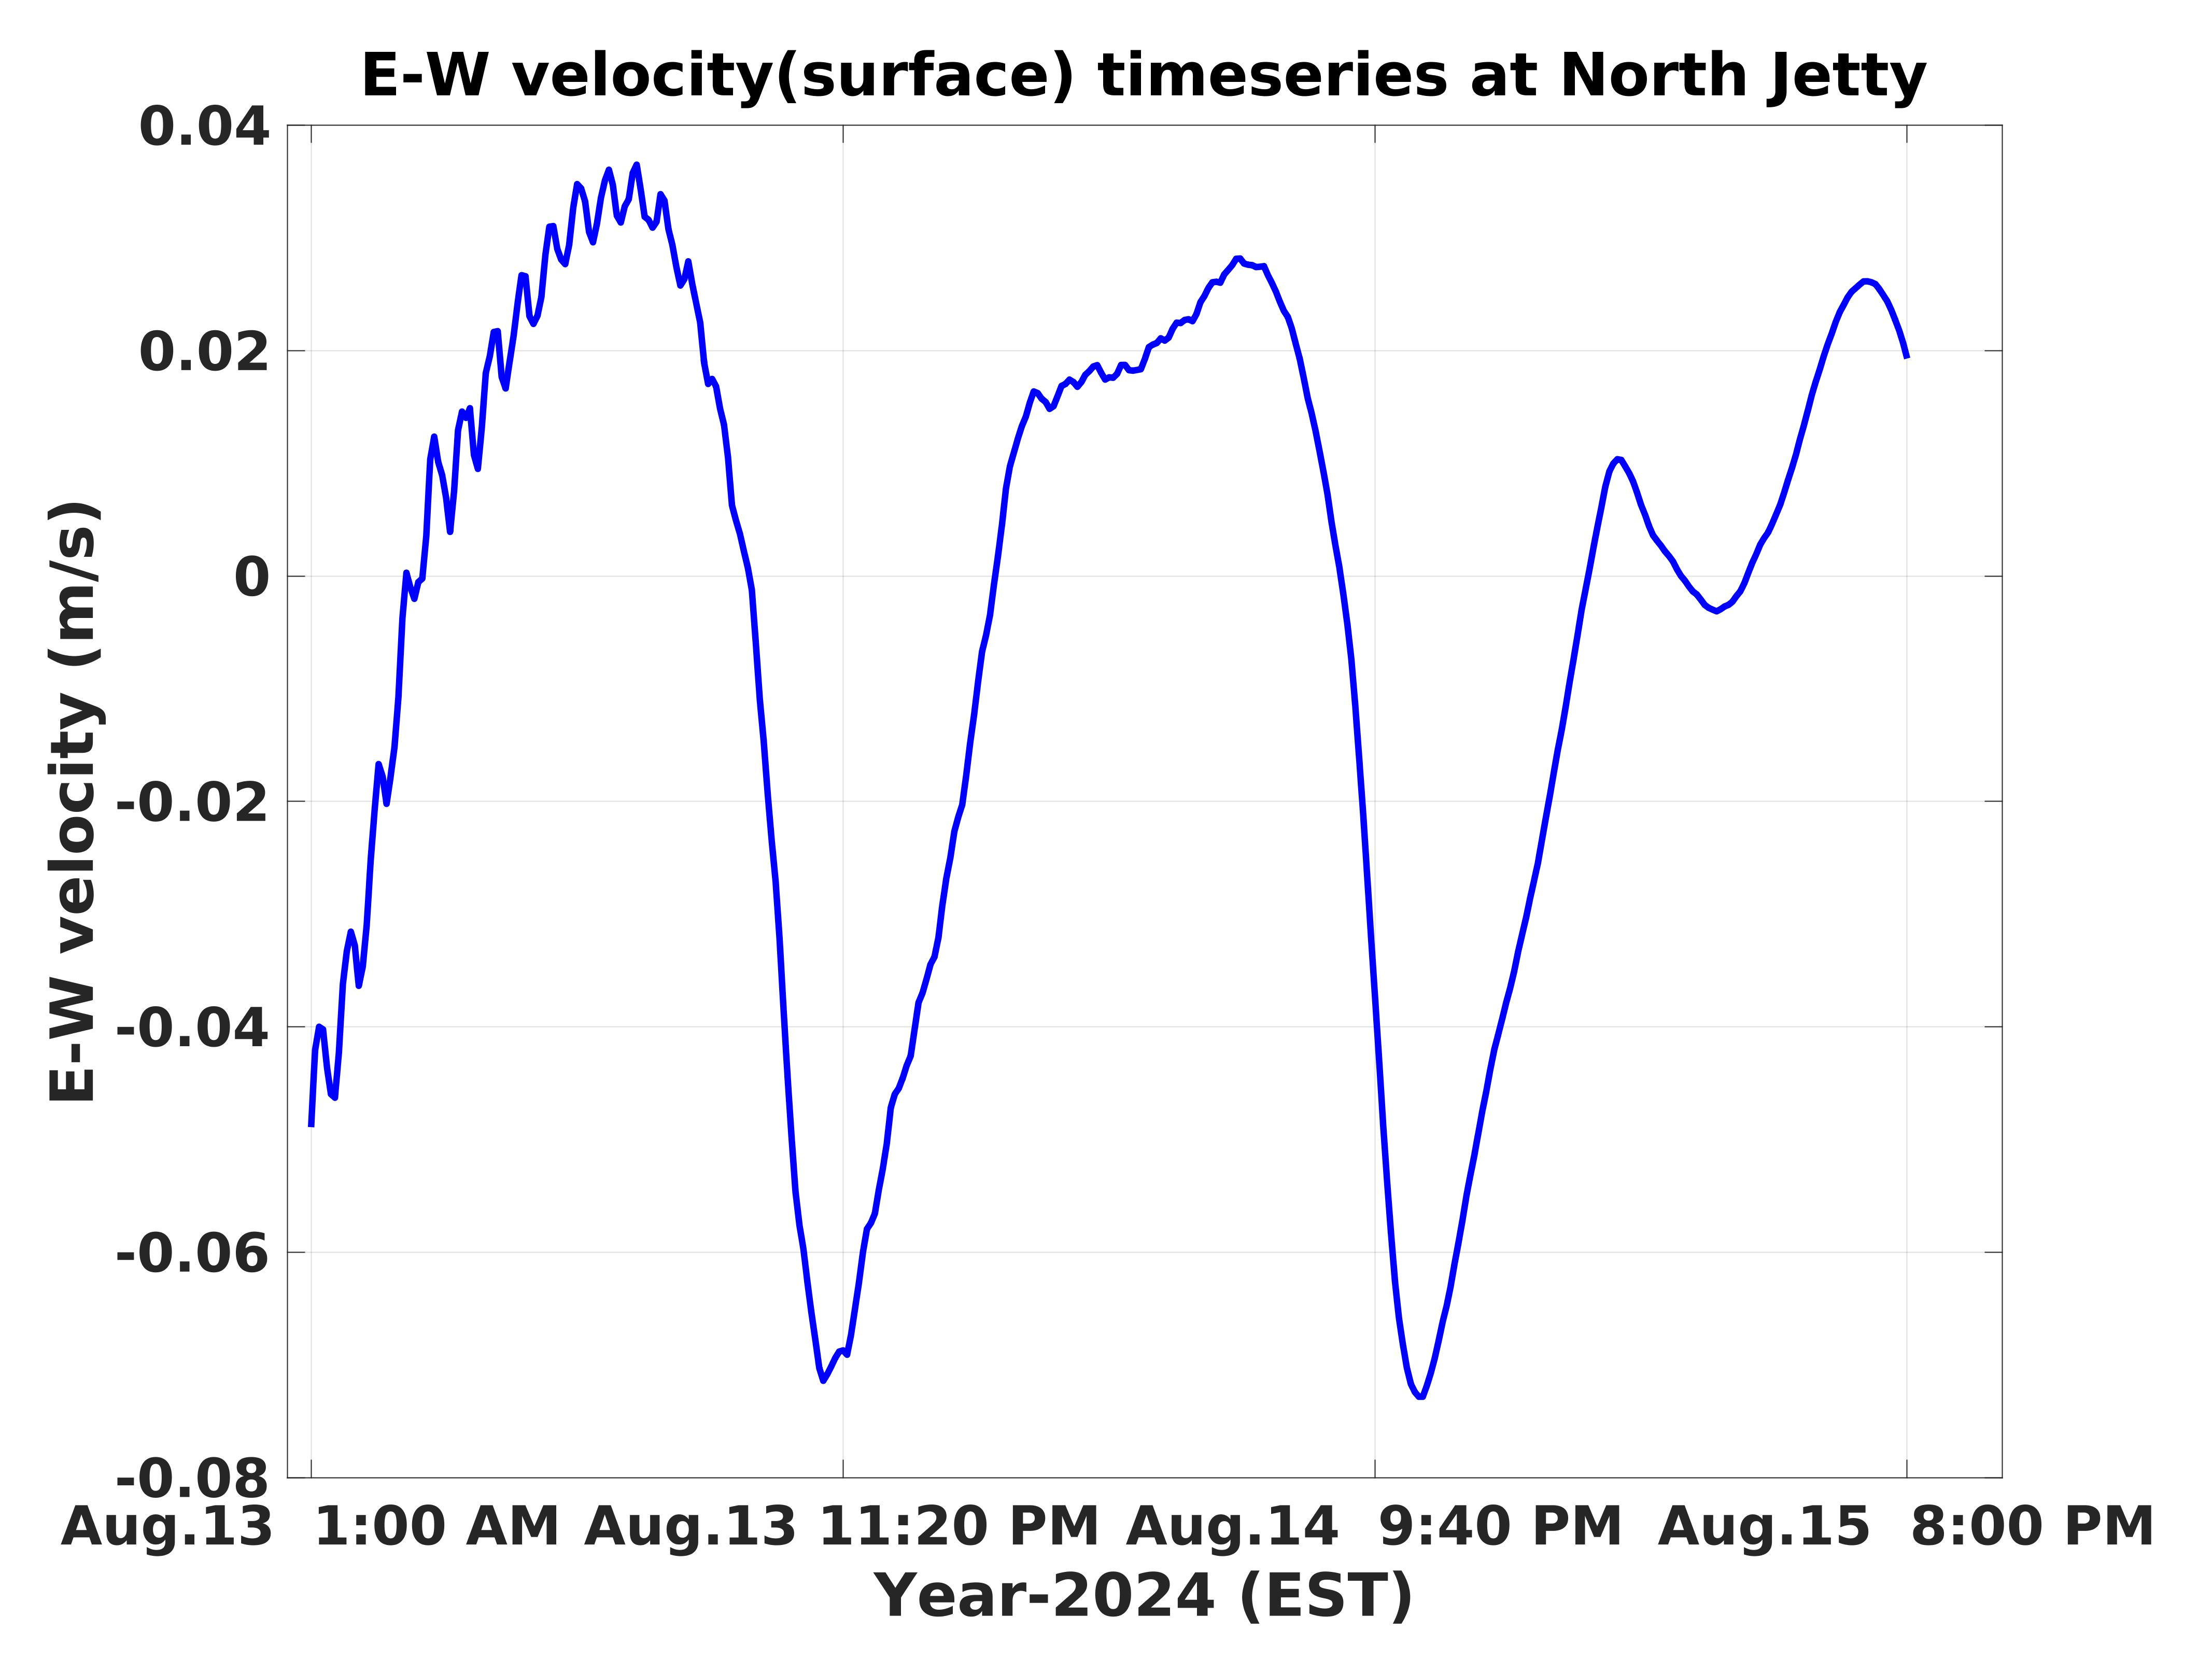 E-W velocity(surface) timeseries at North Jetty
0.04
0.02
0
-0.02
-0.04
-0.06
-0.08
E-W velocity (m/s)
Aug.13 1:00 AM Aug.13 11:20 PM Aug.14 9:40 PM Aug.15 8:00 PM
Year-2024 (EST)